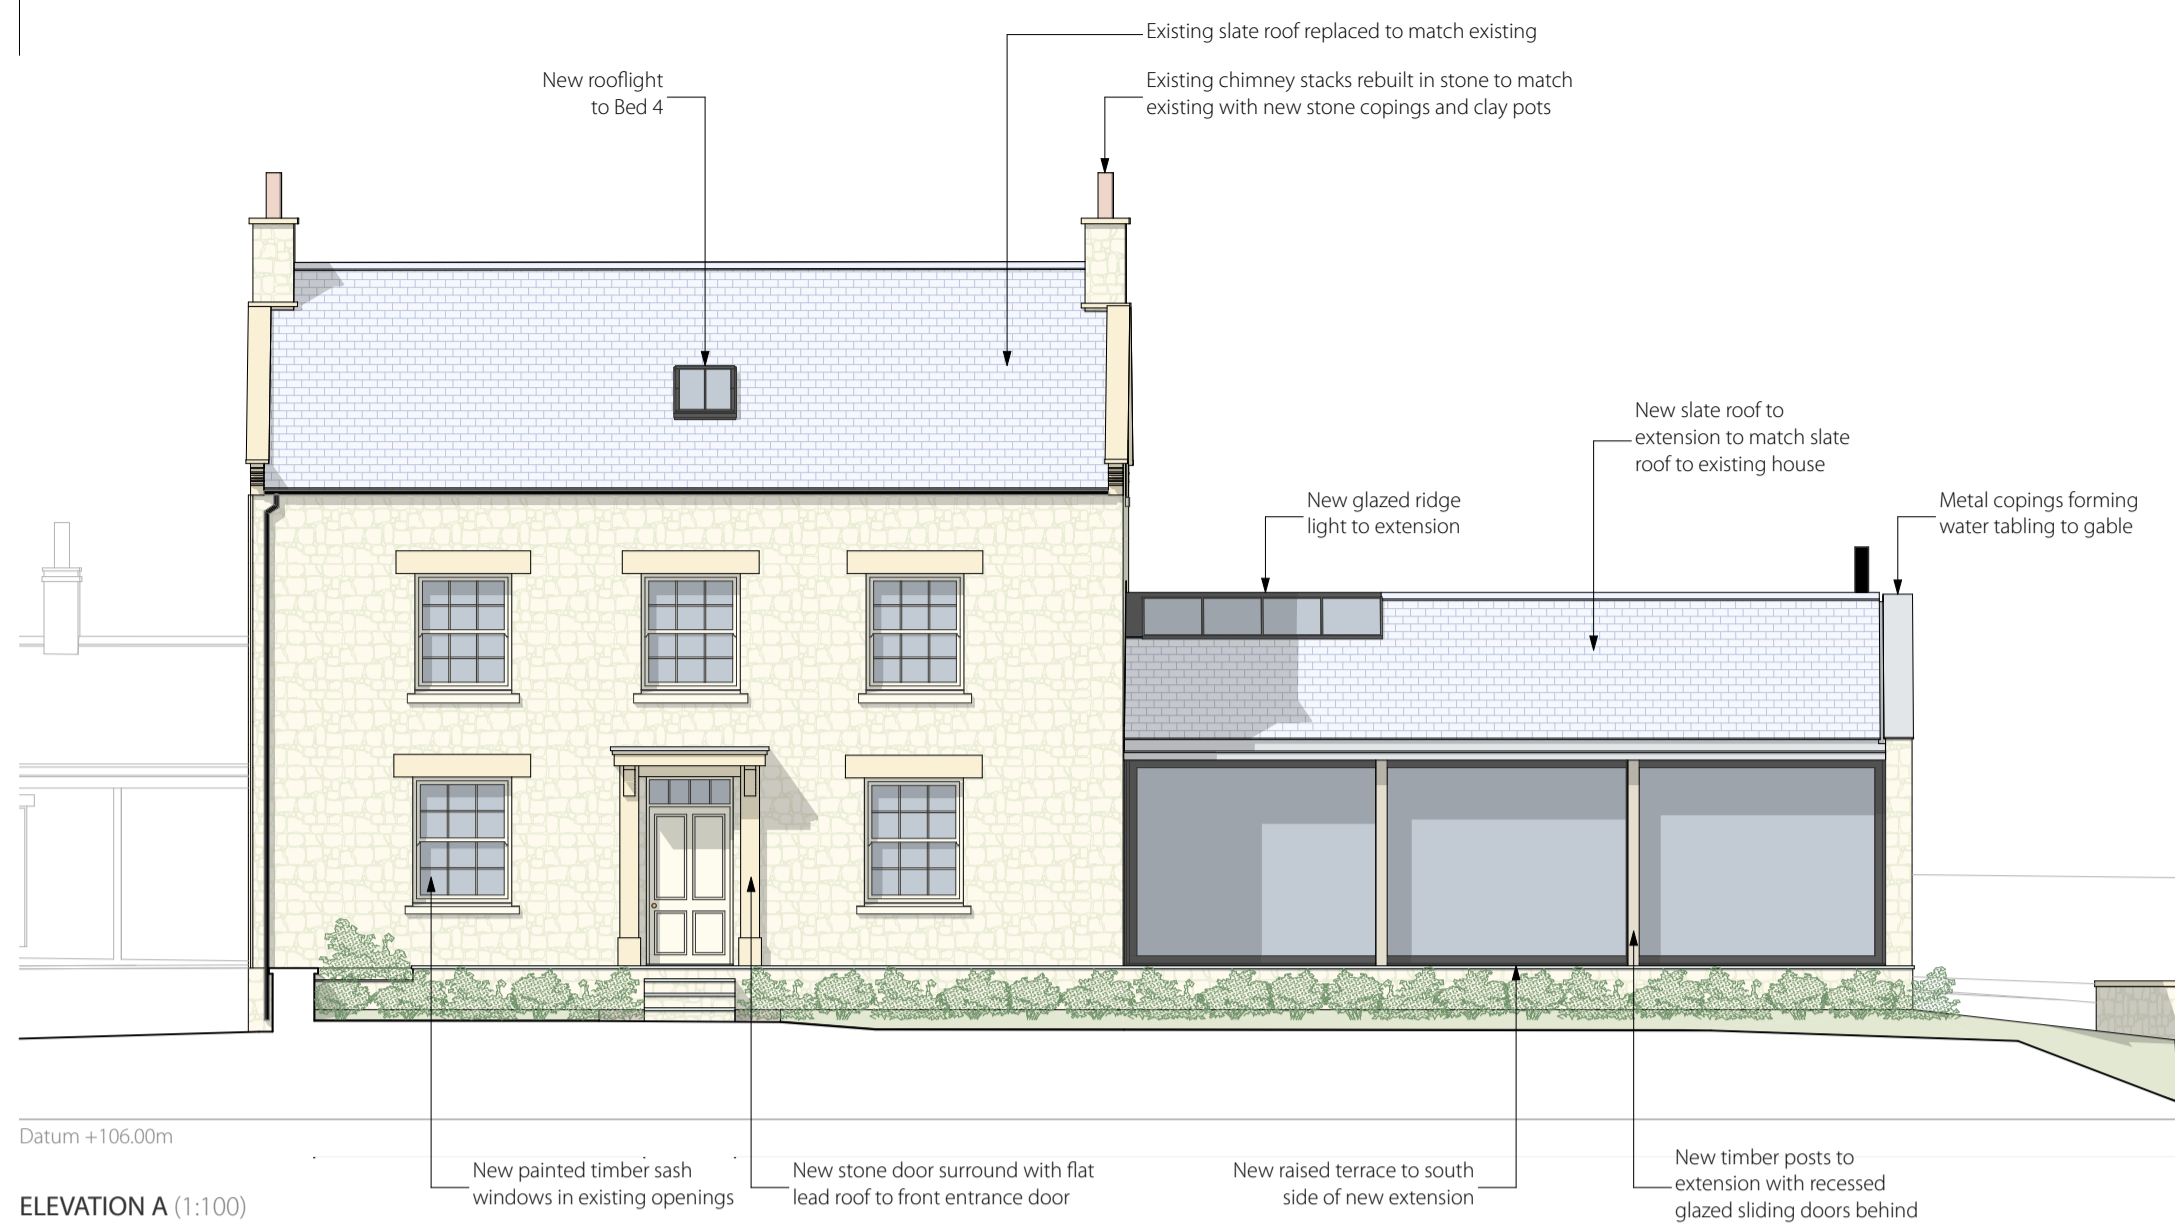 Existing slate roof replaced to match existing
New rooflight
to Bed 4
Existing chimney stacks rebuilt in stone to match
existing with new stone copings and clay pots
New slate roof to
extension to match slate
roof to existing house
New glazed ridge
light to extension
Metal copings forming
water tabling to gable
Datum +106.00m
New painted timber sash
windows in existing openings
New stone door surround with flat
lead roof to front entrance door
New raised terrace to south
side of new extension
New timber posts to
extension with recessed
glazed sliding doors behind
ELEVATION A (1:100)